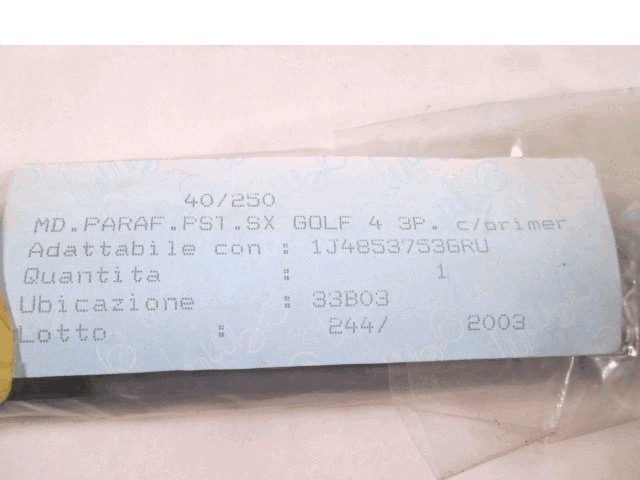 40/250
MD.PARAF.PST.SX GOLF 4 3P. c/primer
Adattabile con : 1J4853753GRU
Quantita : 1
Ubicazione : 33B03
Lotto : 244/ 2003